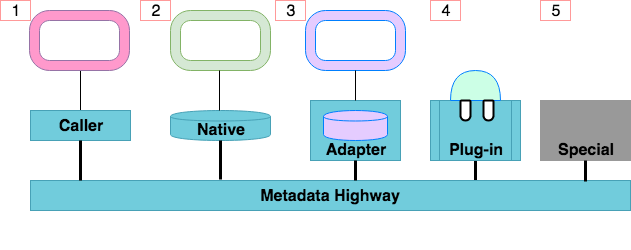 1
2
3
4
5
Caller
Native
Adapter
Plug-in
Special
Metadata Highway